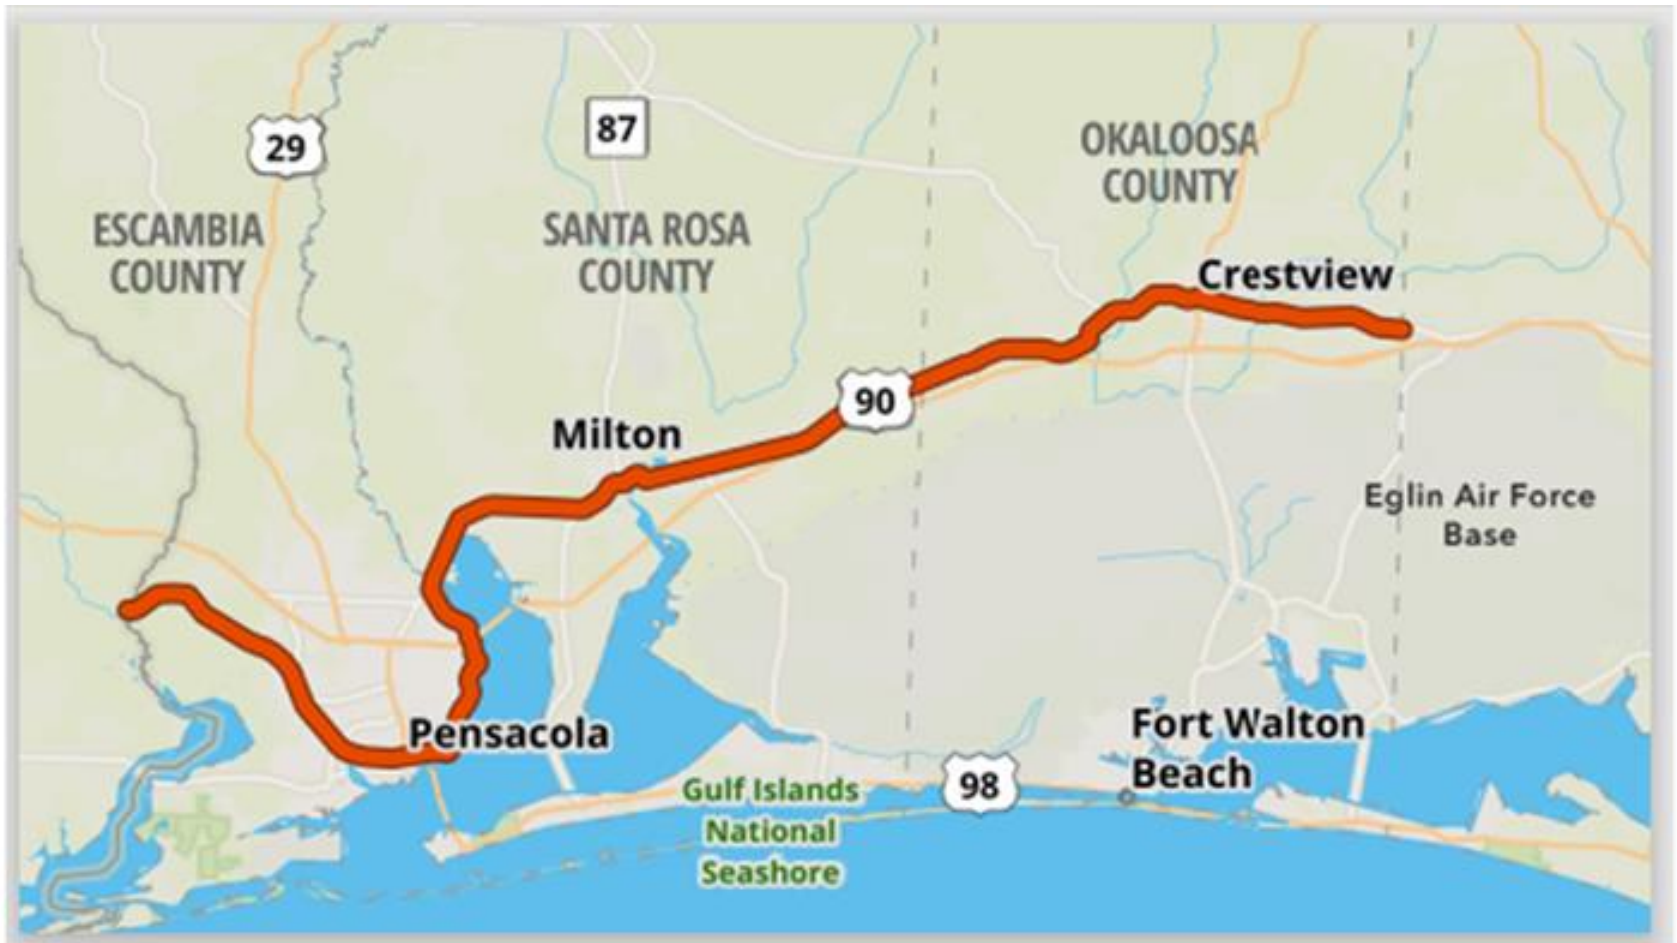 29
87
OKALOOSA
COUNTY
ESCAMBIA
COUNTY
SANTA ROSA
COUNTY
Crestview
90
Milton
Eglin Air Force
Base
Pensacola
Fort Walton
Beach
98
Gulf Islands
National
Seashore